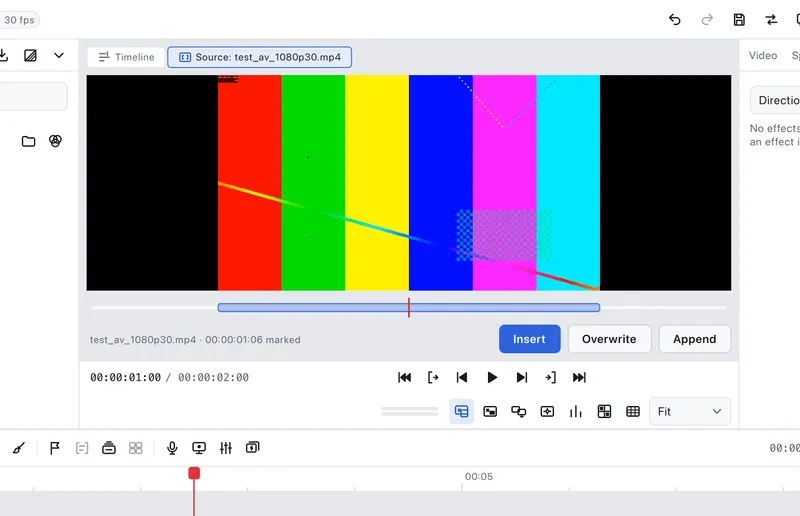 30 fps
Timeline
Source: test_av_1080p30.mp4
Video
No effects
an effect
test_av_1080p30.mp4 · 00:00:01:06 marked
Insert
Overwrite
Append
00:00:01:00 / 00:00:02:00
Fit
00:05